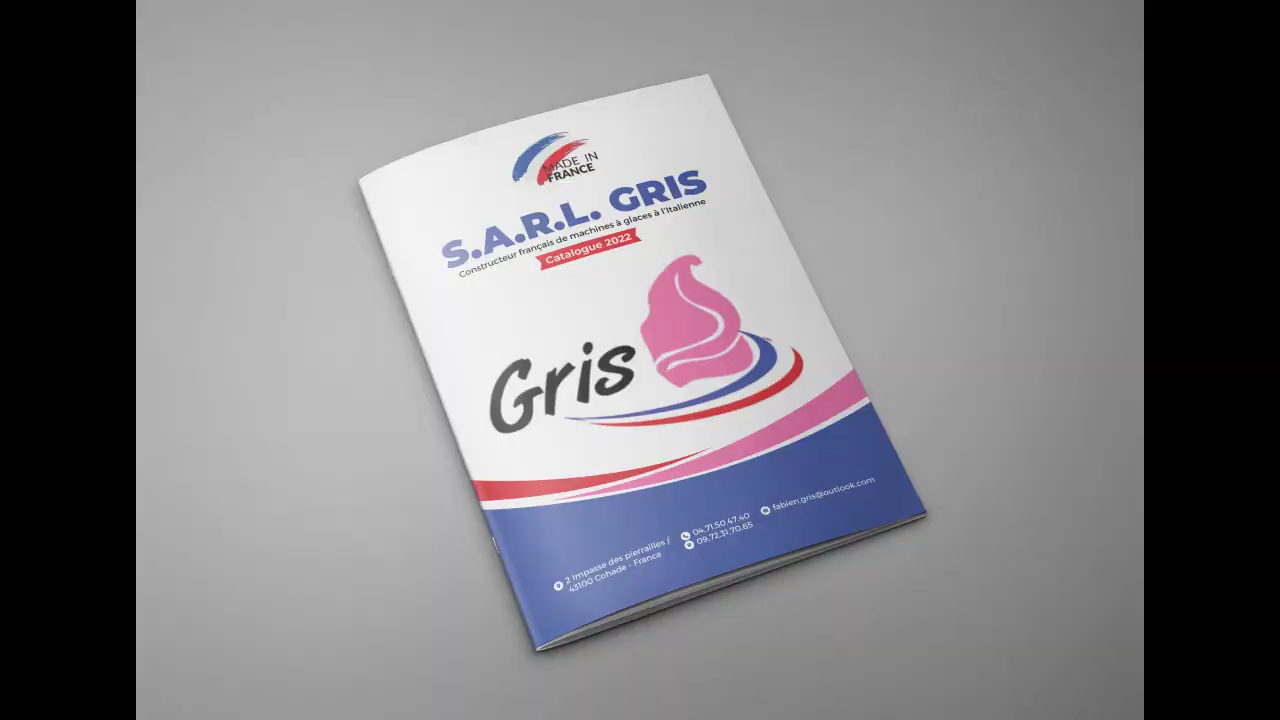 MADE IN
FRANCE
S.A.R.L. GRIS
Constructeur français de machines à glaces à l'Italienne
Catalogue 2022
Gris
2 Impasse des pierrailles /
43100 Cohade - France
04.71.50.47.40
09.72.31.70.65
fabien.gris@outlook.com